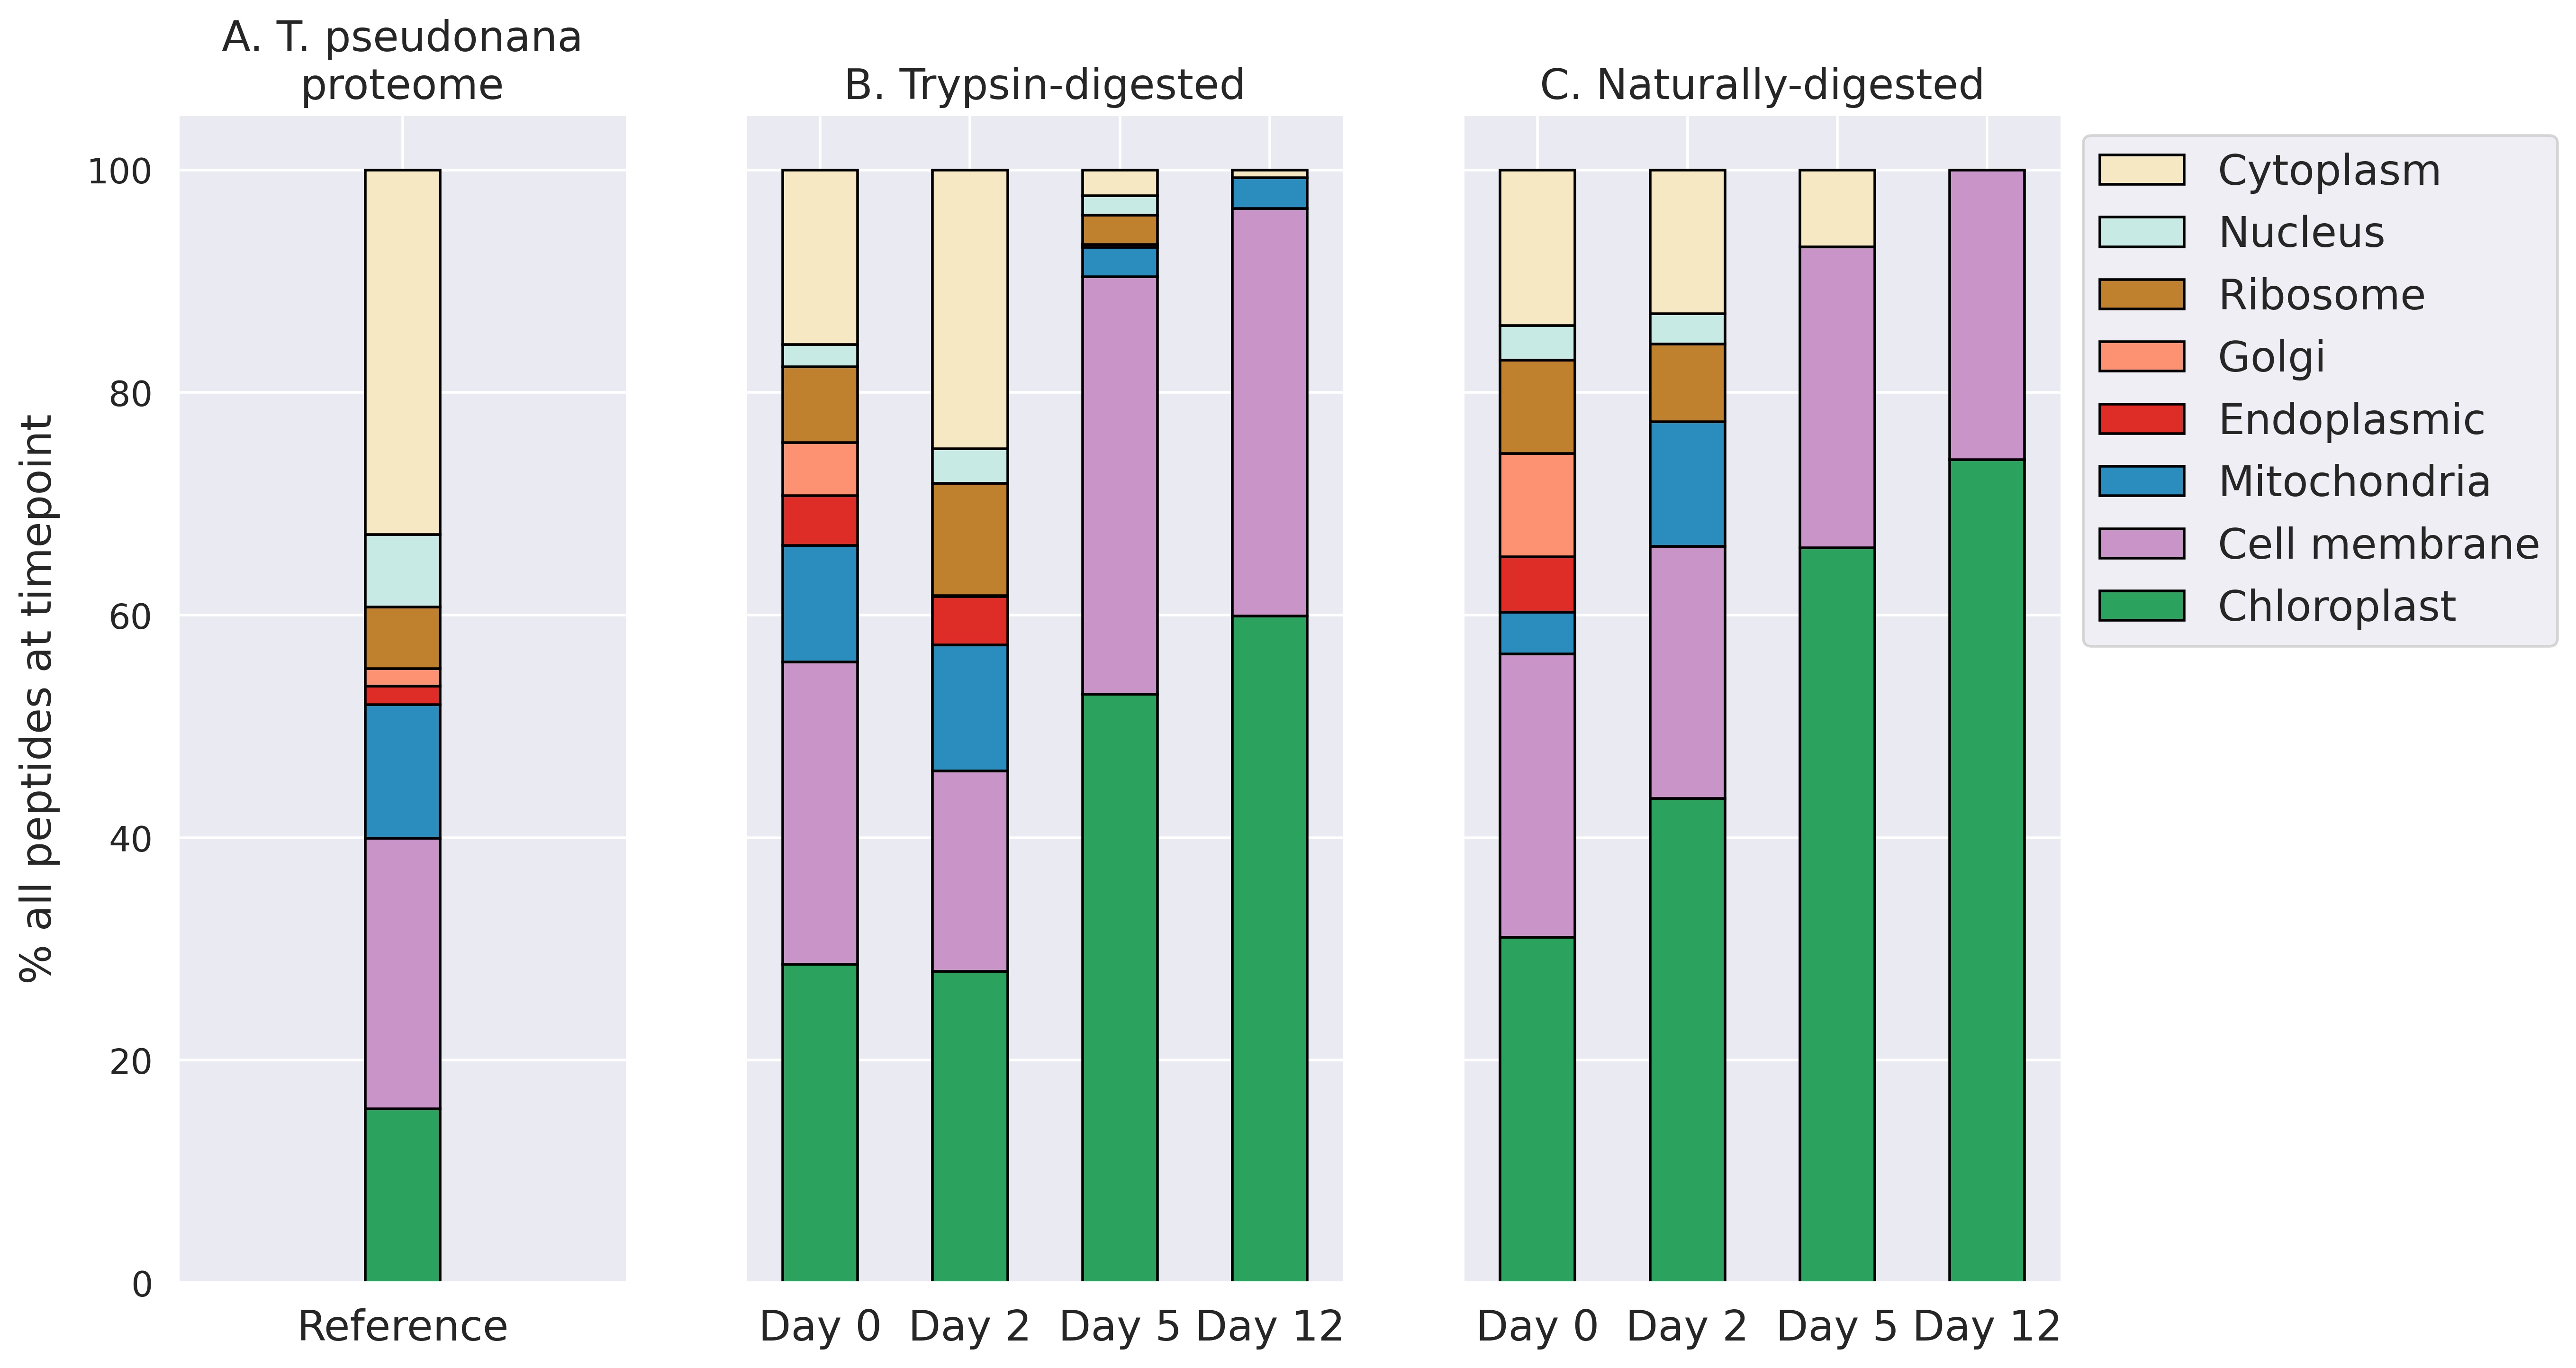 A. T. pseudonana
proteome
B. Trypsin-digested
C. Naturally-digested
% all peptides at timepoint
100
80
60
40
20
0
Reference
Day 0
Day 2
Day 5
Day 12
Day 0
Day 2
Day 5
Day 12
Cytoplasm
Nucleus
Ribosome
Golgi
Endoplasmic
Mitochondria
Cell membrane
Chloroplast